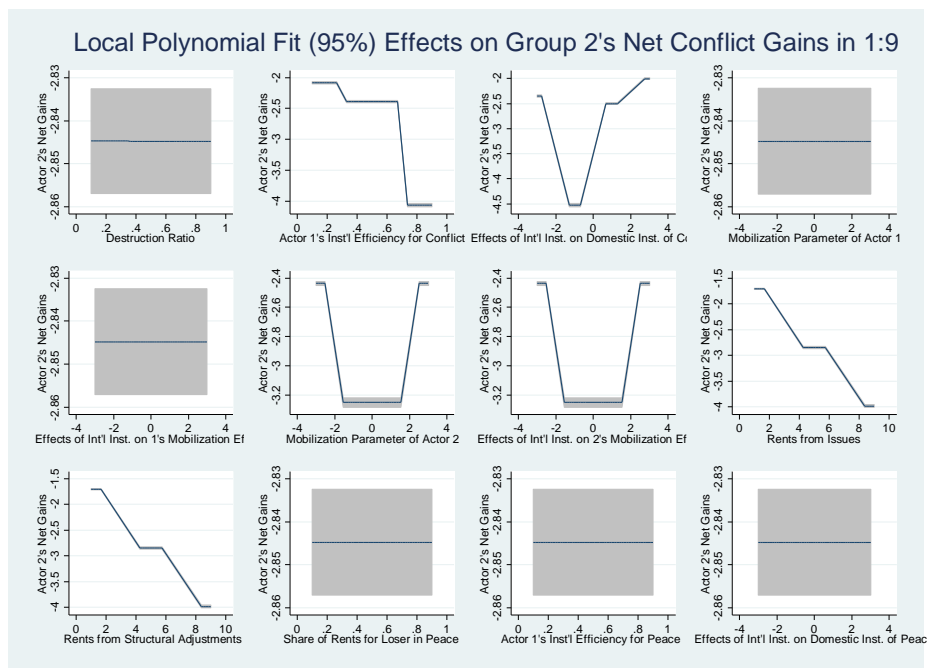 Local Polynomial Fit (95%) Effects on Group 2's Net Conflict Gains in 1:9
Actor 2's Net Gains
-2.83
-2.84
-2.85
-2.86
0 .2 .4 .6 .8 1
Destruction Ratio
Actor 2's Net Gains
-2
-2.5
-3
-3.5
-4
0 .2 .4 .6 .8 1
Actor 1's Inst'l Efficiency for Conflict
Actor 2's Net Gains
-2
-2.5
-3
-3.5
-4
-4.5
-4 -2 0 2 4
Effects of Int'l Inst. on Domestic Inst. of Co
Actor 2's Net Gains
-2.83
-2.84
-2.85
-2.86
-4 -2 0 2 4
Mobilization Parameter of Actor 1
Actor 2's Net Gains
-2.83
-2.84
-2.85
-2.86
-4 -2 0 2 4
Effects of Int'l Inst. on 1's Mobilization Ef
Actor 2's Net Gains
-2.4
-2.6
-2.8
-3
-3.2
-4 -2 0 2 4
Mobilization Parameter of Actor 2
Actor 2's Net Gains
-2.4
-2.6
-2.8
-3
-3.2
-4 -2 0 2 4
Effects of Int'l Inst. on 2's Mobilization Ef
Actor 2's Net Gains
-1.5
-2
-2.5
-3
-3.5
-4
0 2 4 6 8 10
Rents from Issues
Actor 2's Net Gains
-1.5
-2
-2.5
-3
-3.5
-4
0 2 4 6 8 10
Rents from Structural Adjustments
Actor 2's Net Gains
-2.83
-2.84
-2.85
-2.86
0 .2 .4 .6 .8 1
Share of Rents for Loser in Peace
Actor 2's Net Gains
-2.83
-2.84
-2.85
-2.86
0 .2 .4 .6 .8 1
Actor 1's Inst'l Efficiency for Peace
Actor 2's Net Gains
-2.83
-2.84
-2.85
-2.86
-4 -2 0 2 4
Effects of Int'l Inst. on Domestic Inst. of Peac